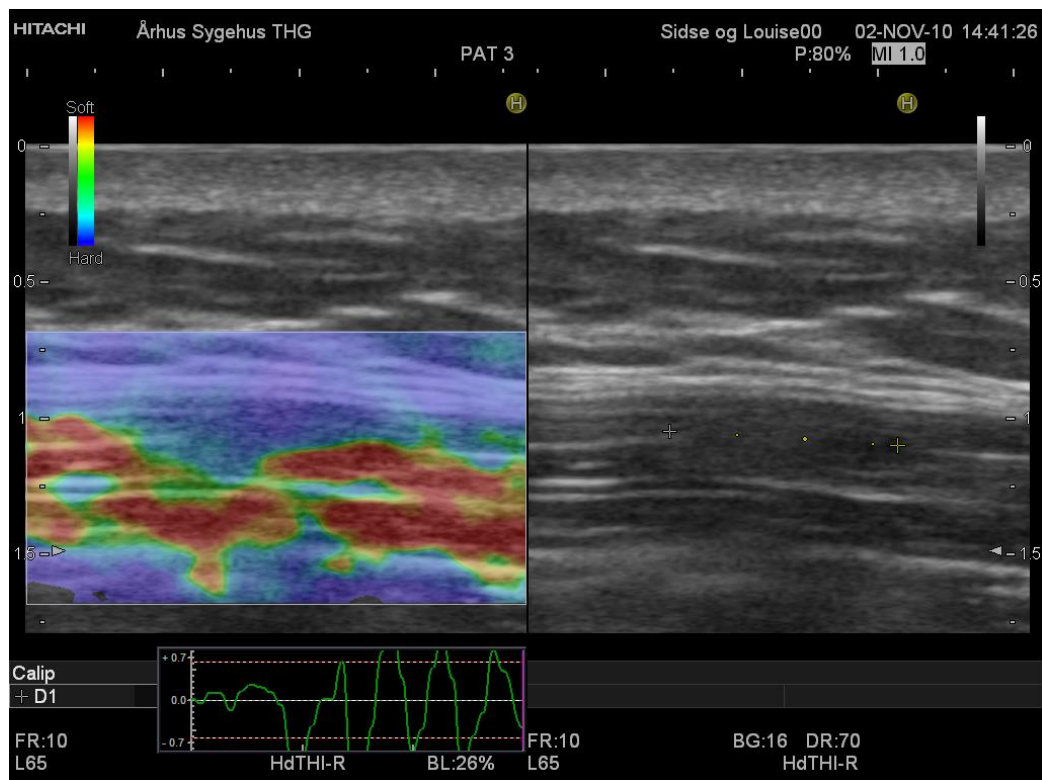 HITACHI Århus Sygehus THG Sidse og Louise00 02-NOV-10 14:41:26
PAT 3 P:80% MI 1.0
H H
Soft
0 0
Hard
0.5 0.5
1 1
1.5 1.5
+0.7
Calip
+ D1 0.0
-0.7
FR:10 FR:10 BG:16 DR:70
L65 HdTHI-R BL:26% L65 HdTHI-R